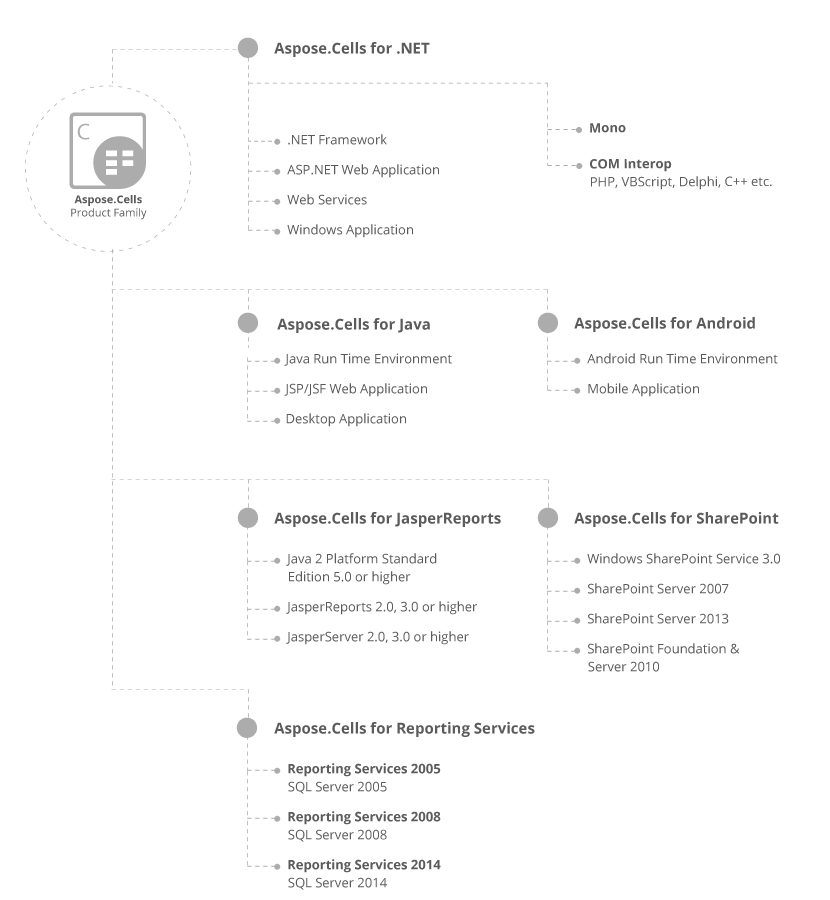 Aspose.Cells for .NET
C
Aspose.Cells
Product Family
.NET Framework
ASP.NET Web Application
Web Services
Windows Application
Mono
COM Interop
PHP, VBScript, Delphi, C++ etc.
Aspose.Cells for Java
Java Run Time Environment
JSP/JSF Web Application
Desktop Application
Aspose.Cells for Android
Android Run Time Environment
Mobile Application
Aspose.Cells for JasperReports
Java 2 Platform Standard
Edition 5.0 or higher
JasperReports 2.0, 3.0 or higher
JasperServer 2.0, 3.0 or higher
Aspose.Cells for SharePoint
Windows SharePoint Service 3.0
SharePoint Server 2007
SharePoint Server 2013
SharePoint Foundation &
Server 2010
Aspose.Cells for Reporting Services
Reporting Services 2005
SQL Server 2005
Reporting Services 2008
SQL Server 2008
Reporting Services 2014
SQL Server 2014